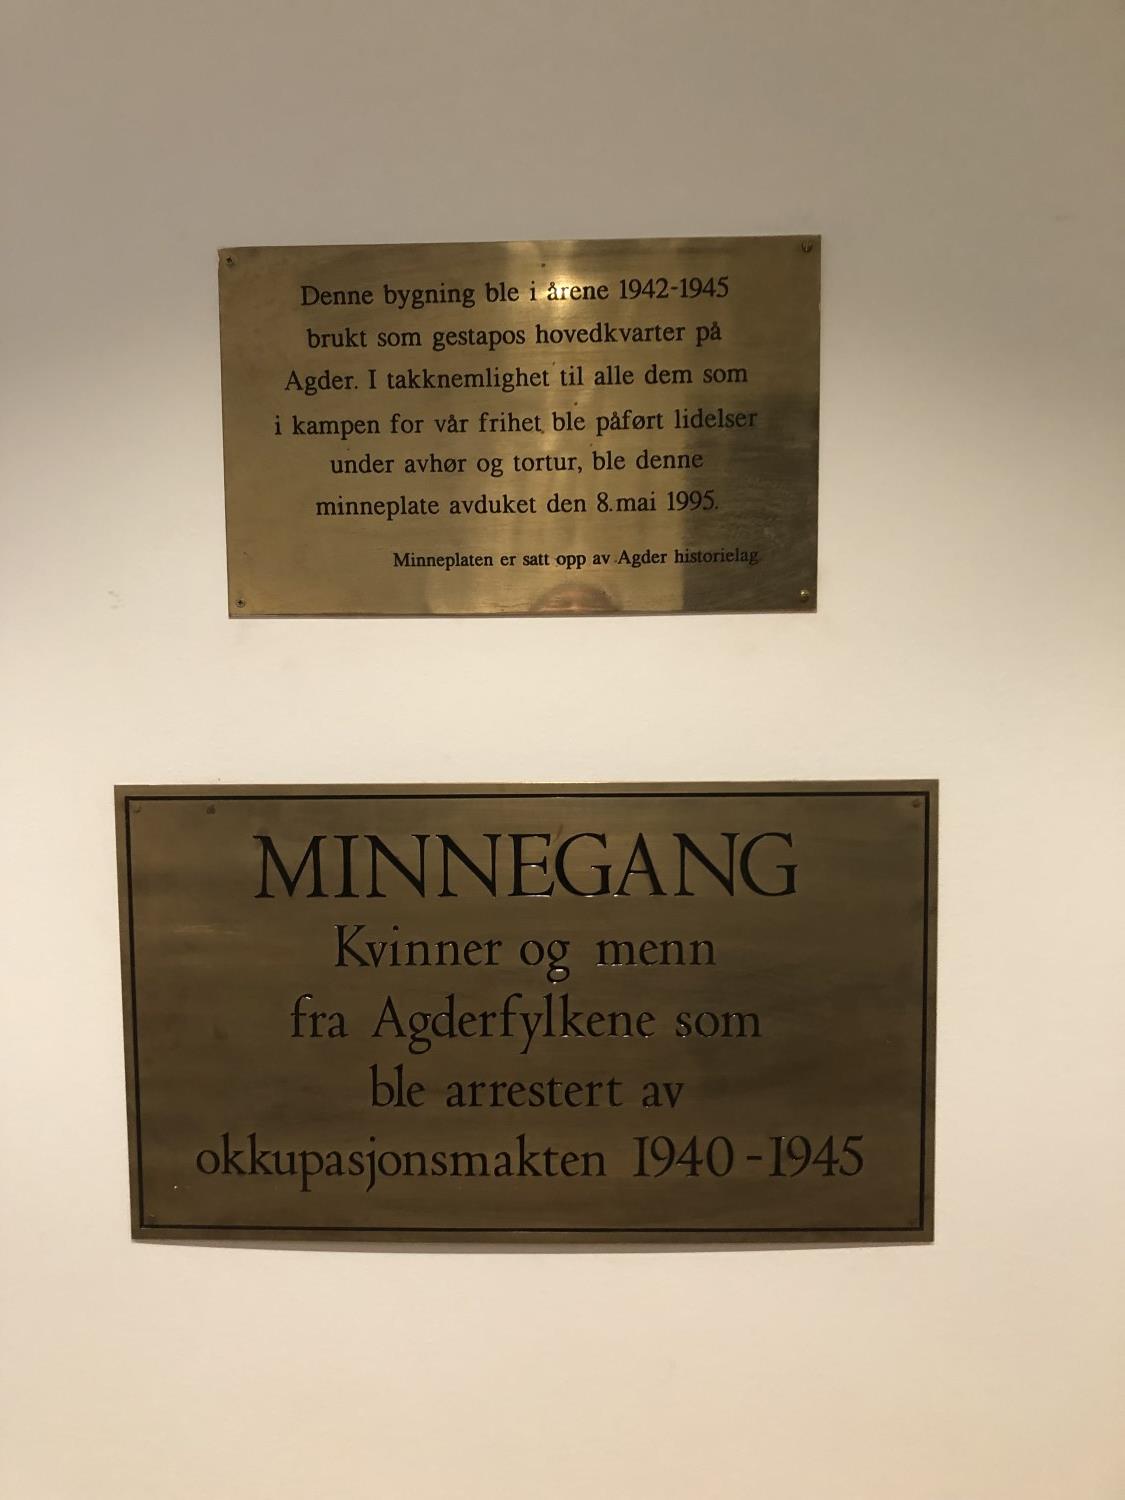 Denne bygning ble i årene 1942-1945
brukt som gestapos hovedkvarter på
Agder. I takknemlighet til alle dem som
i kampen for vår frihet ble påført lidelser
under avhør og tortur, ble denne
minneplate avduket den 8.mai 1995.
Minneplaten er satt opp av Agder historielag
MINNEGANG
Kvinner og menn
fra Agderfylkene som
ble arrestert av
okkupasjonsmakten 1940-1945